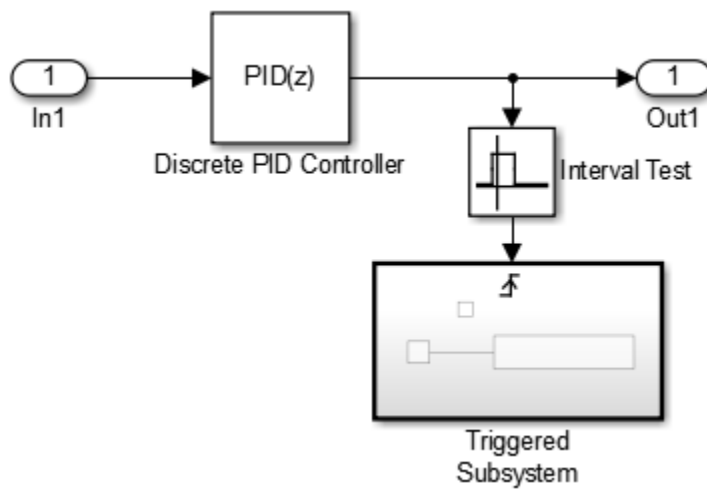 1
In1
PID(z)
Discrete PID Controller
1
Out1
Interval Test
Triggered
Subsystem